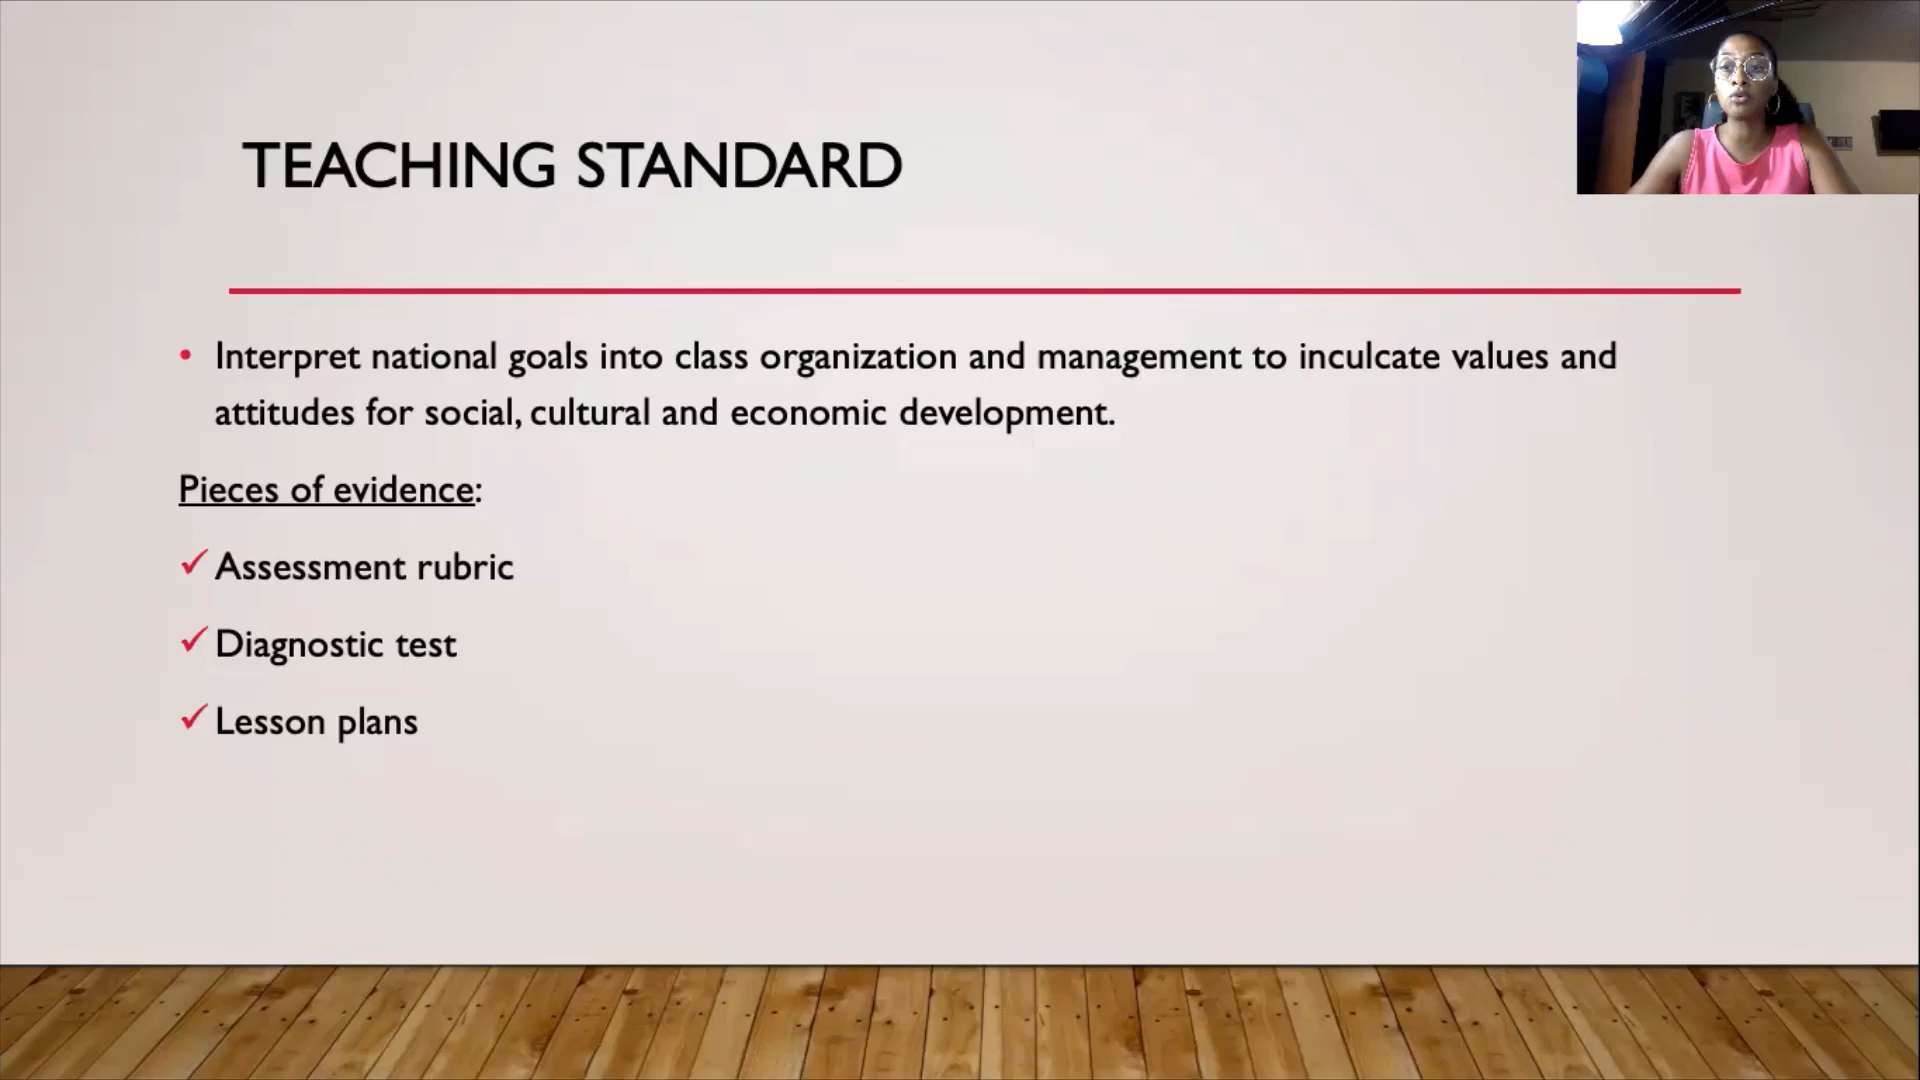 TEACHING STANDARD
• Interpret national goals into class organization and management to inculcate values and
attitudes for social, cultural and economic development.
Pieces of evidence:
✓ Assessment rubric
✓ Diagnostic test
✓ Lesson plans